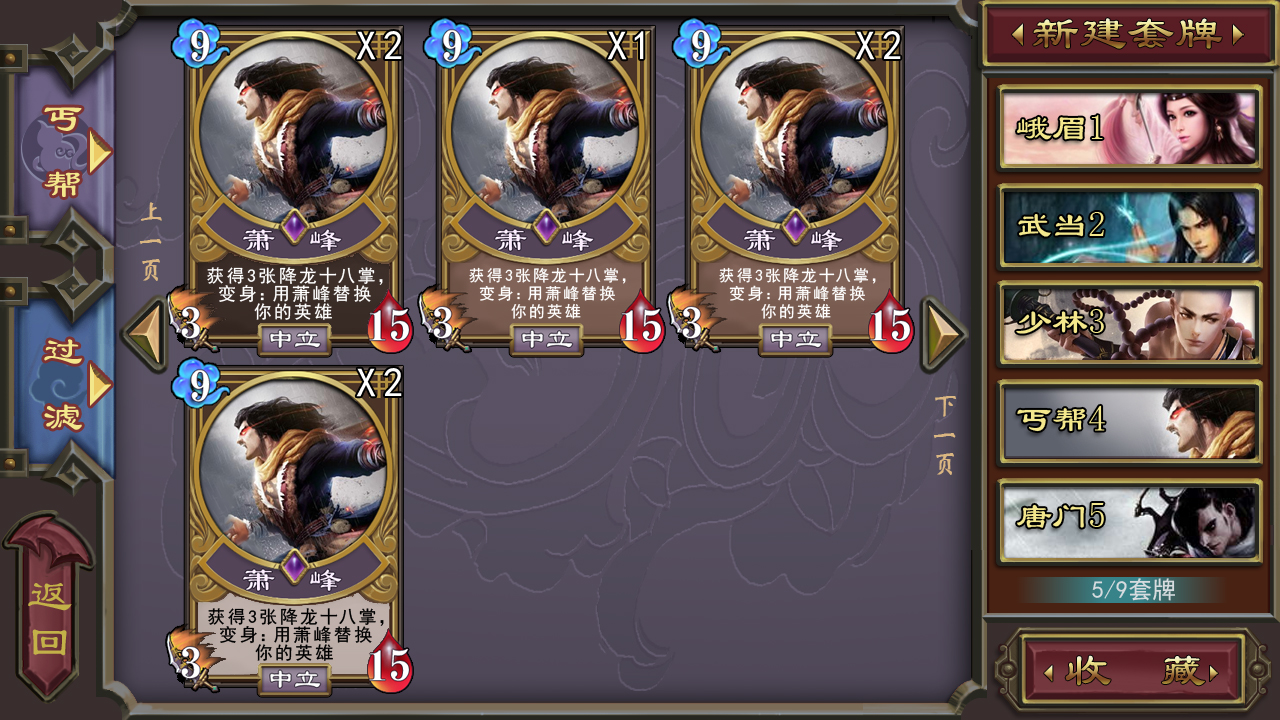 丐帮
过滤
返回
上一页
9
X2
萧峰
获得3张降龙十八掌，
变身：用萧峰替换
你的英雄
3
中立
15
9
X1
萧峰
获得3张降龙十八掌，
变身：用萧峰替换
你的英雄
3
中立
15
9
X2
萧峰
获得3张降龙十八掌，
变身：用萧峰替换
你的英雄
3
中立
15
9
X2
萧峰
获得3张降龙十八掌，
变身：用萧峰替换
你的英雄
3
中立
15
下一页
新建套牌
峨眉1
武当2
少林3
丐帮4
唐门5
5/9套牌
收藏